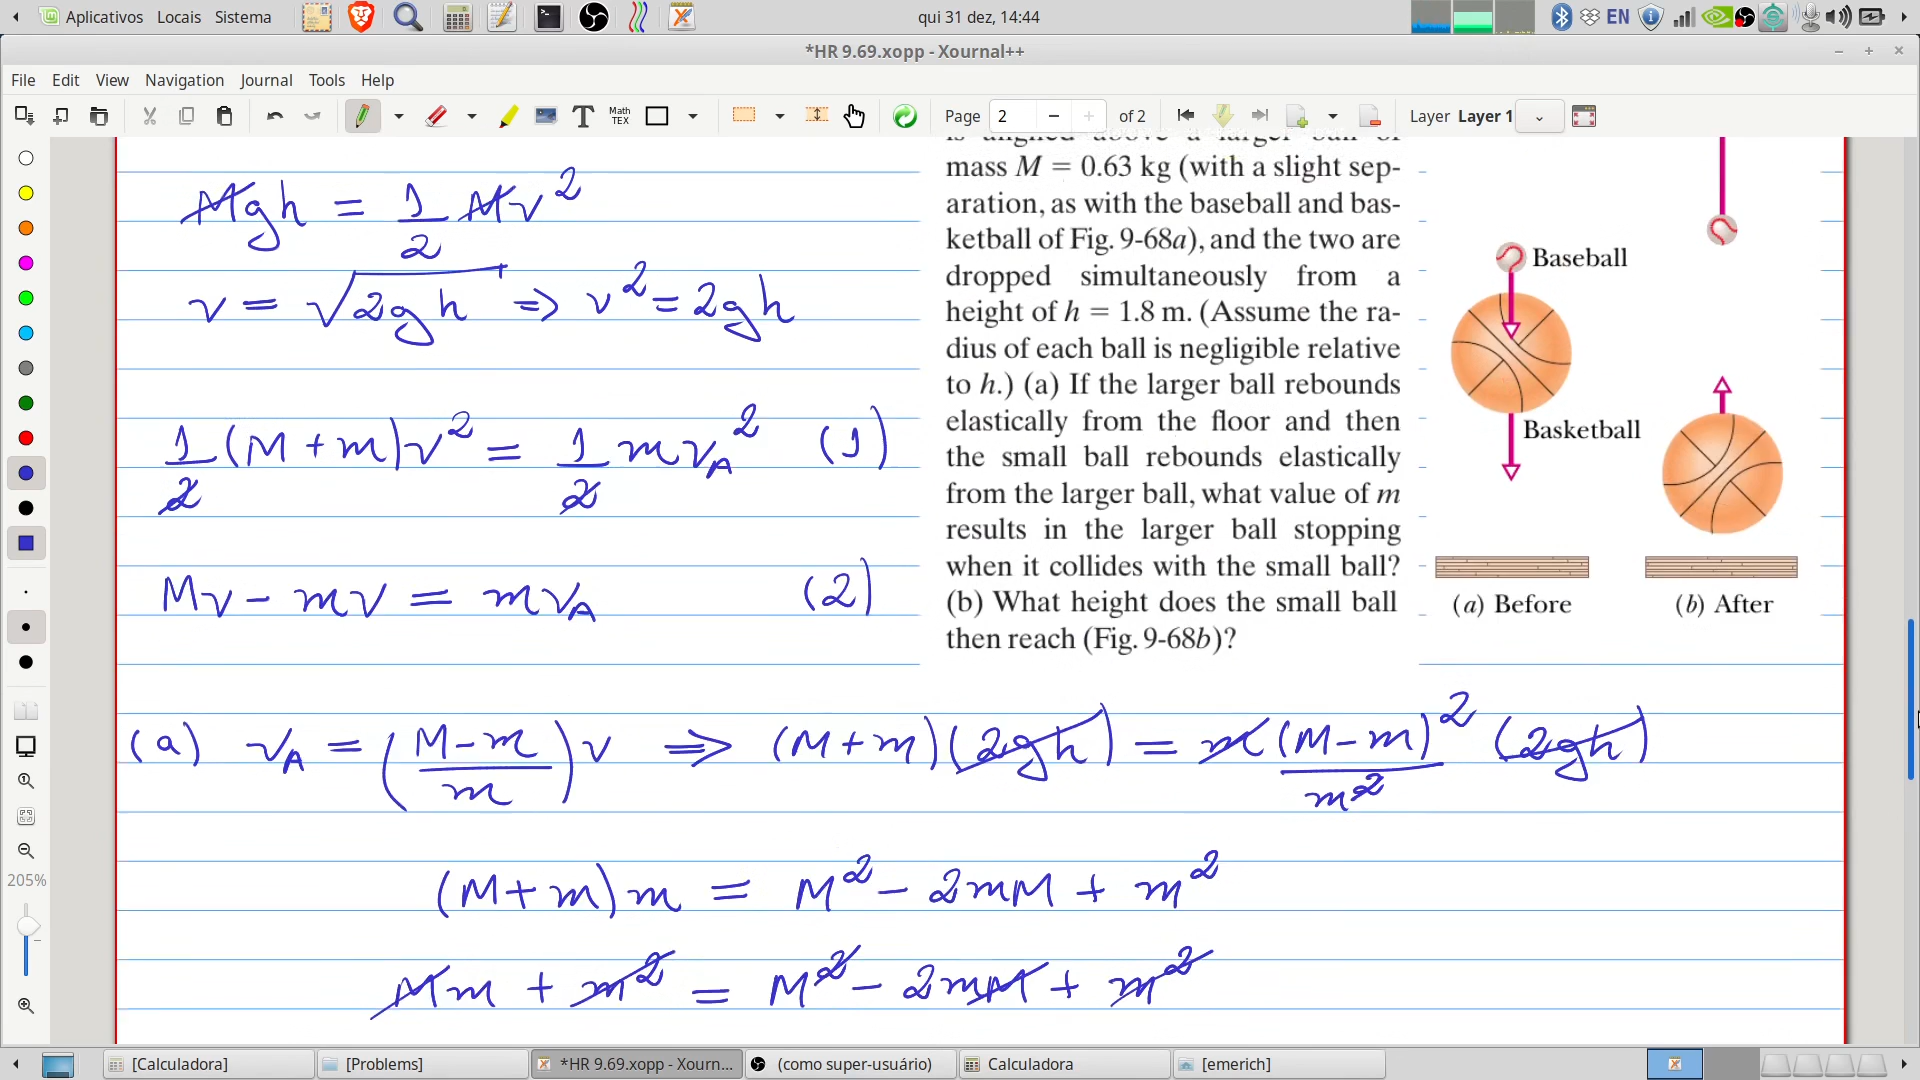 Aplicativos Locais Sistema
qui 31 dez, 14:44
EN
*HR 9.69.xopp - Xournal++
File Edit View Navigation Journal Tools Help
Math TEX
Page 2 of 2
Layer Layer 1
Mgh = 1/2 Mv²
v = √2gh => v² = 2gh
1/2 (M + m)v² = 1/2 m v_A² (1)
Mv - mv = mv_A (2)
mass M = 0.63 kg (with a slight sep-
aration, as with the baseball and bas-
ketball of Fig. 9-68a), and the two are
dropped simultaneously from a
height of h = 1.8 m. (Assume the ra-
dius of each ball is negligible relative
to h.) (a) If the larger ball rebounds
elastically from the floor and then
the small ball rebounds elastically
from the larger ball, what value of m
results in the larger ball stopping
when it collides with the small ball?
(b) What height does the small ball
then reach (Fig. 9-68b)?
Baseball
Basketball
(a) Before
(b) After
(a) v_A = ((M - m)/m) v => (M + m)(2gh) = m (M - m)²/m² (2gh)
(M + m)m = M² - 2mM + m²
Mm + m² = M² - 2mM + m²
205%
[Calculadora]
[Problems]
*HR 9.69.xopp - Xourn...
(como super-usuário)
Calculadora
[emerich]